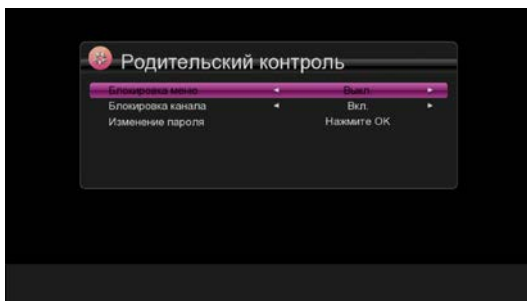 Родительский контроль
Блокировка меню Выкл.
Блокировка канала Вкл.
Изменение пароля Нажмите OK